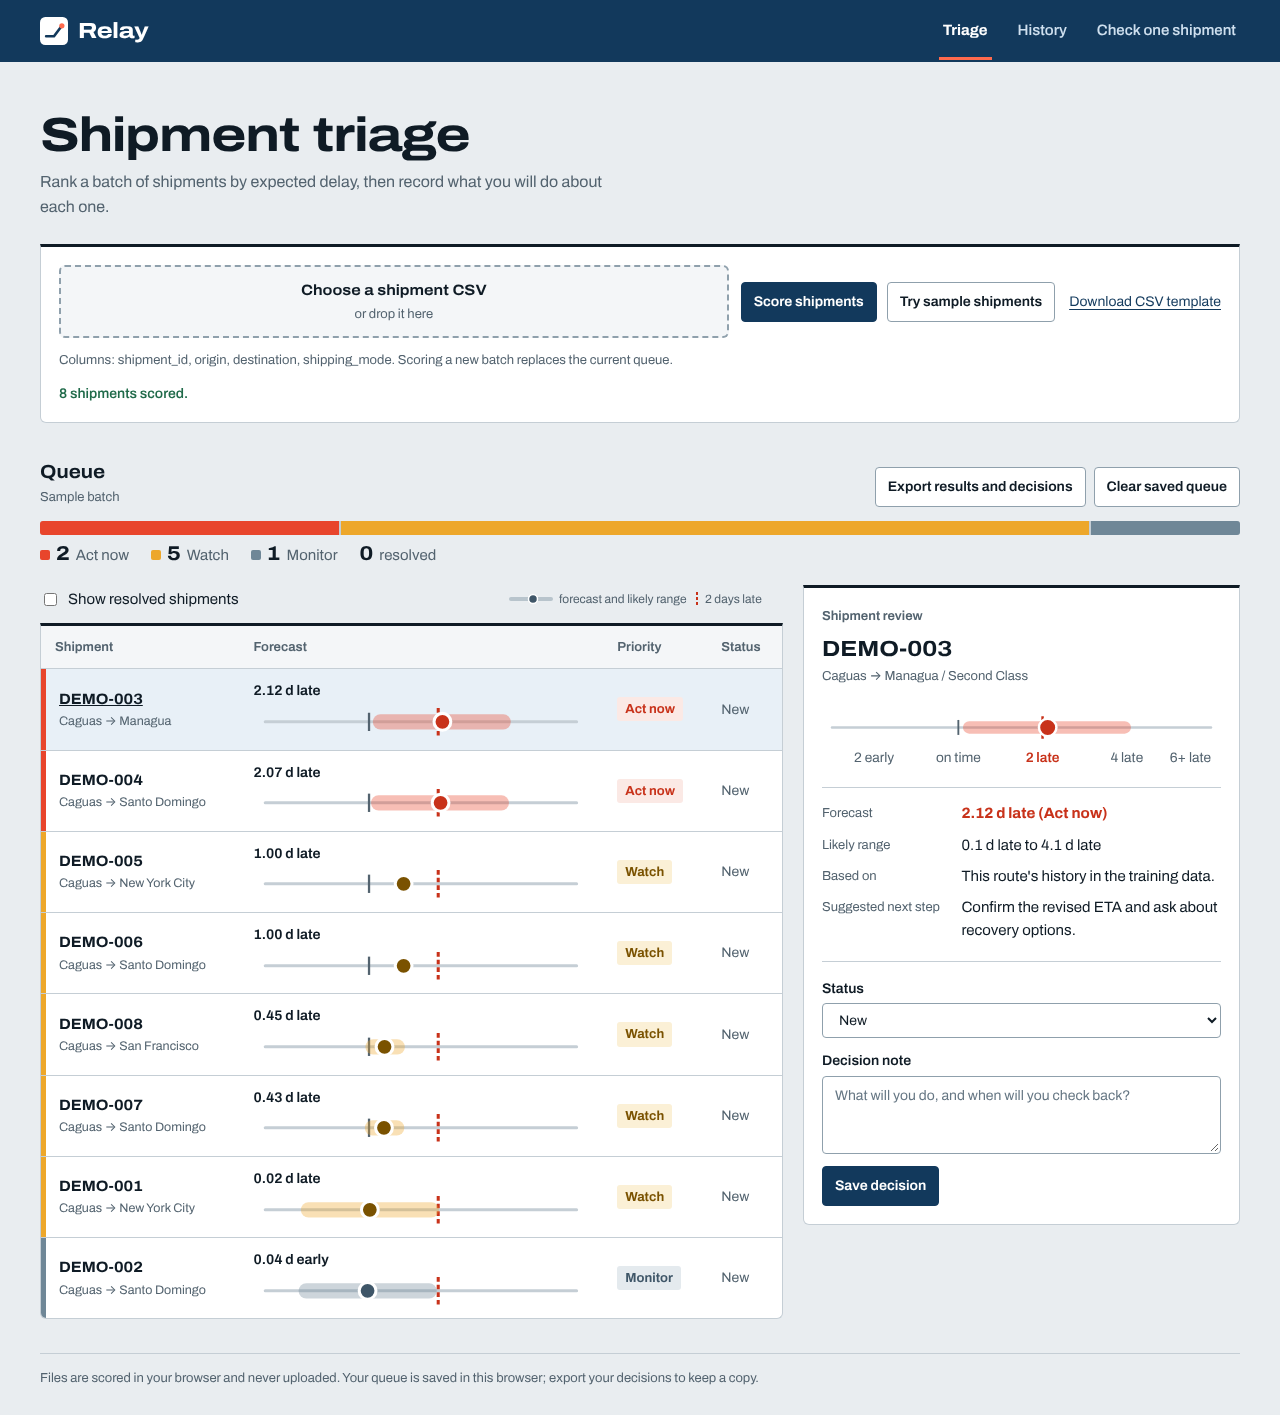 Relay
Triage History Check one shipment
Shipment triage
Rank a batch of shipments by expected delay, then record what you will do about
each one.
Choose a shipment CSV
or drop it here
Score shipments
Try sample shipments
Download CSV template
Columns: shipment_id, origin, destination, shipping_mode. Scoring a new batch replaces the current queue.
8 shipments scored.
Queue
Sample batch
Export results and decisions
Clear saved queue
2 Act now 5 Watch 1 Monitor 0 resolved
Show resolved shipments
forecast and likely range 2 days late
Shipment Forecast Priority Status
DEMO-003
Caguas → Managua
2.12 d late
Act now
New
DEMO-004
Caguas → Santo Domingo
2.07 d late
Act now
New
DEMO-005
Caguas → New York City
1.00 d late
Watch
New
DEMO-006
Caguas → Santo Domingo
1.00 d late
Watch
New
DEMO-008
Caguas → San Francisco
0.45 d late
Watch
New
DEMO-007
Caguas → Santo Domingo
0.43 d late
Watch
New
DEMO-001
Caguas → New York City
0.02 d late
Watch
New
DEMO-002
Caguas → Santo Domingo
0.04 d early
Monitor
New
Shipment review
DEMO-003
Caguas → Managua / Second Class
2 early on time 2 late 4 late 6+ late
Forecast 2.12 d late (Act now)
Likely range 0.1 d late to 4.1 d late
Based on This route's history in the training data.
Suggested next step Confirm the revised ETA and ask about
recovery options.
Status
New
Decision note
What will you do, and when will you check back?
Save decision
Files are scored in your browser and never uploaded. Your queue is saved in this browser; export your decisions to keep a copy.